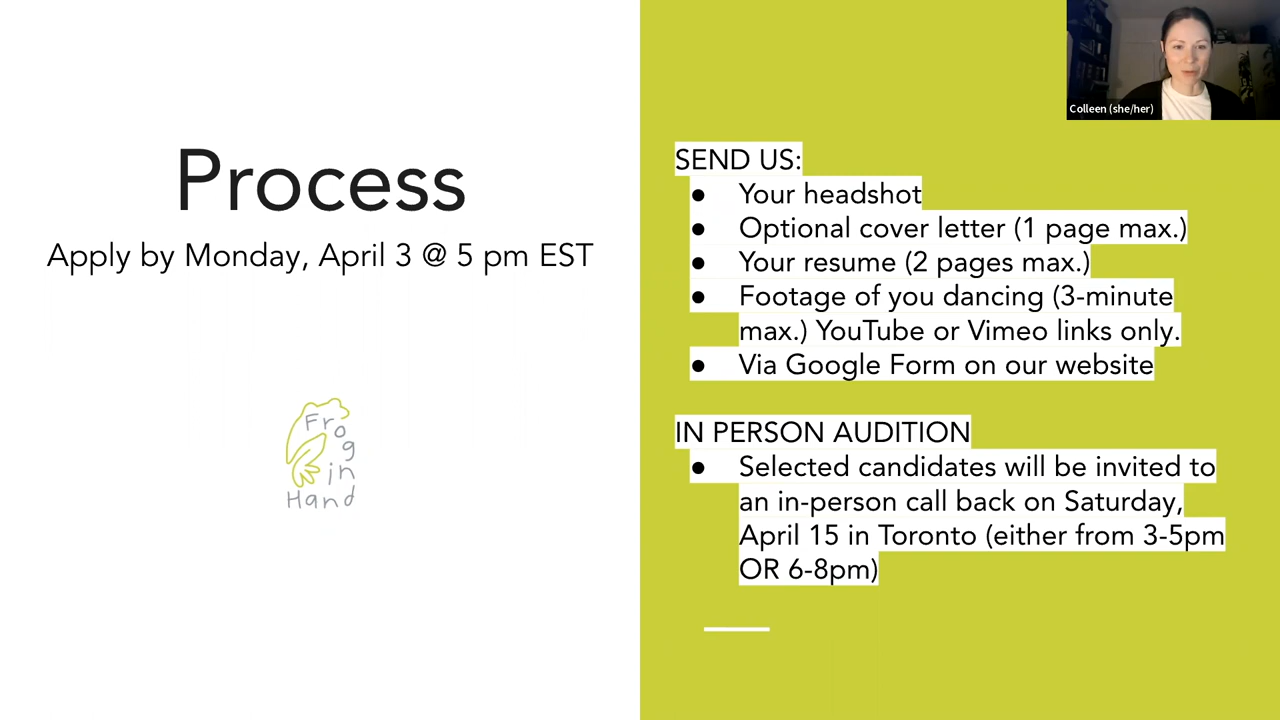 Process
Apply by Monday, April 3 @ 5 pm EST
Frog
in
Hand
Colleen (she/her)
SEND US:
● Your headshot
● Optional cover letter (1 page max.)
● Your resume (2 pages max.)
● Footage of you dancing (3-minute
max.) YouTube or Vimeo links only.
● Via Google Form on our website
IN PERSON AUDITION
● Selected candidates will be invited to
an in-person call back on Saturday,
April 15 in Toronto (either from 3-5pm
OR 6-8pm)